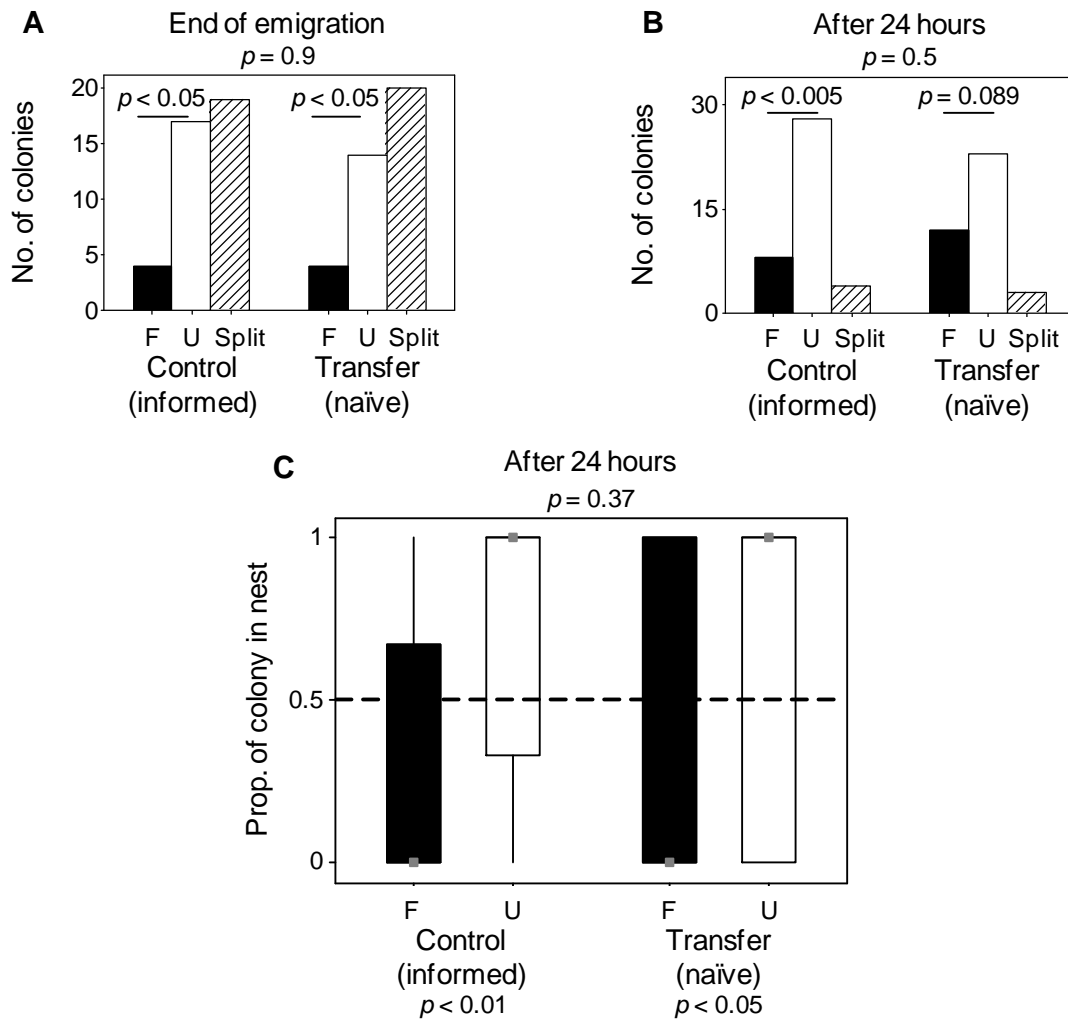 A
End of emigration
p = 0.9
20
15
10
5
0
No. of colonies
p < 0.05
p < 0.05
F U Split
F U Split
Control
(informed)
Transfer
(naïve)
B
After 24 hours
p = 0.5
30
15
0
No. of colonies
p < 0.005
p = 0.089
F U Split
F U Split
Control
(informed)
Transfer
(naïve)
C
After 24 hours
p = 0.37
1
0.5
0
Prop. of colony in nest
F U
F U
Control
(informed)
p < 0.01
Transfer
(naïve)
p < 0.05